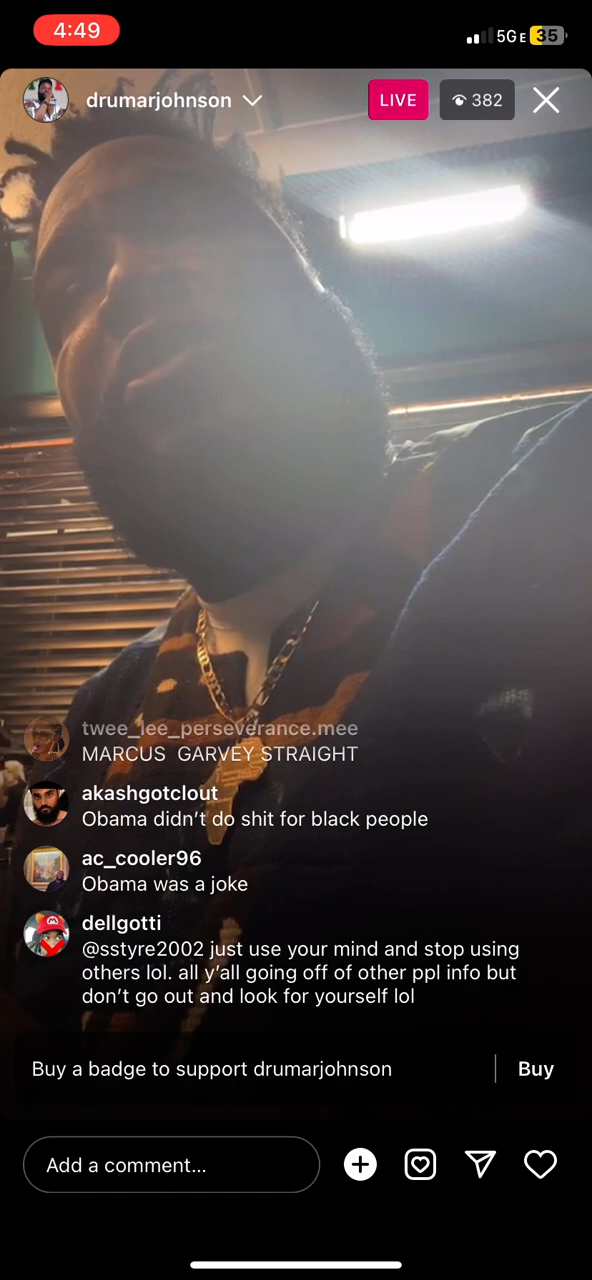 4:49
5GE 35
drumarjohnson LIVE 382
twee_lee_perseverance.mee
MARCUS GARVEY STRAIGHT
akashgotclout
Obama didn't do shit for black people
ac_cooler96
Obama was a joke
dellgotti
@sstyre2002 just use your mind and stop using
others lol. all y'all going off of other ppl info but
don't go out and look for yourself lol
Buy a badge to support drumarjohnson | Buy
Add a comment...